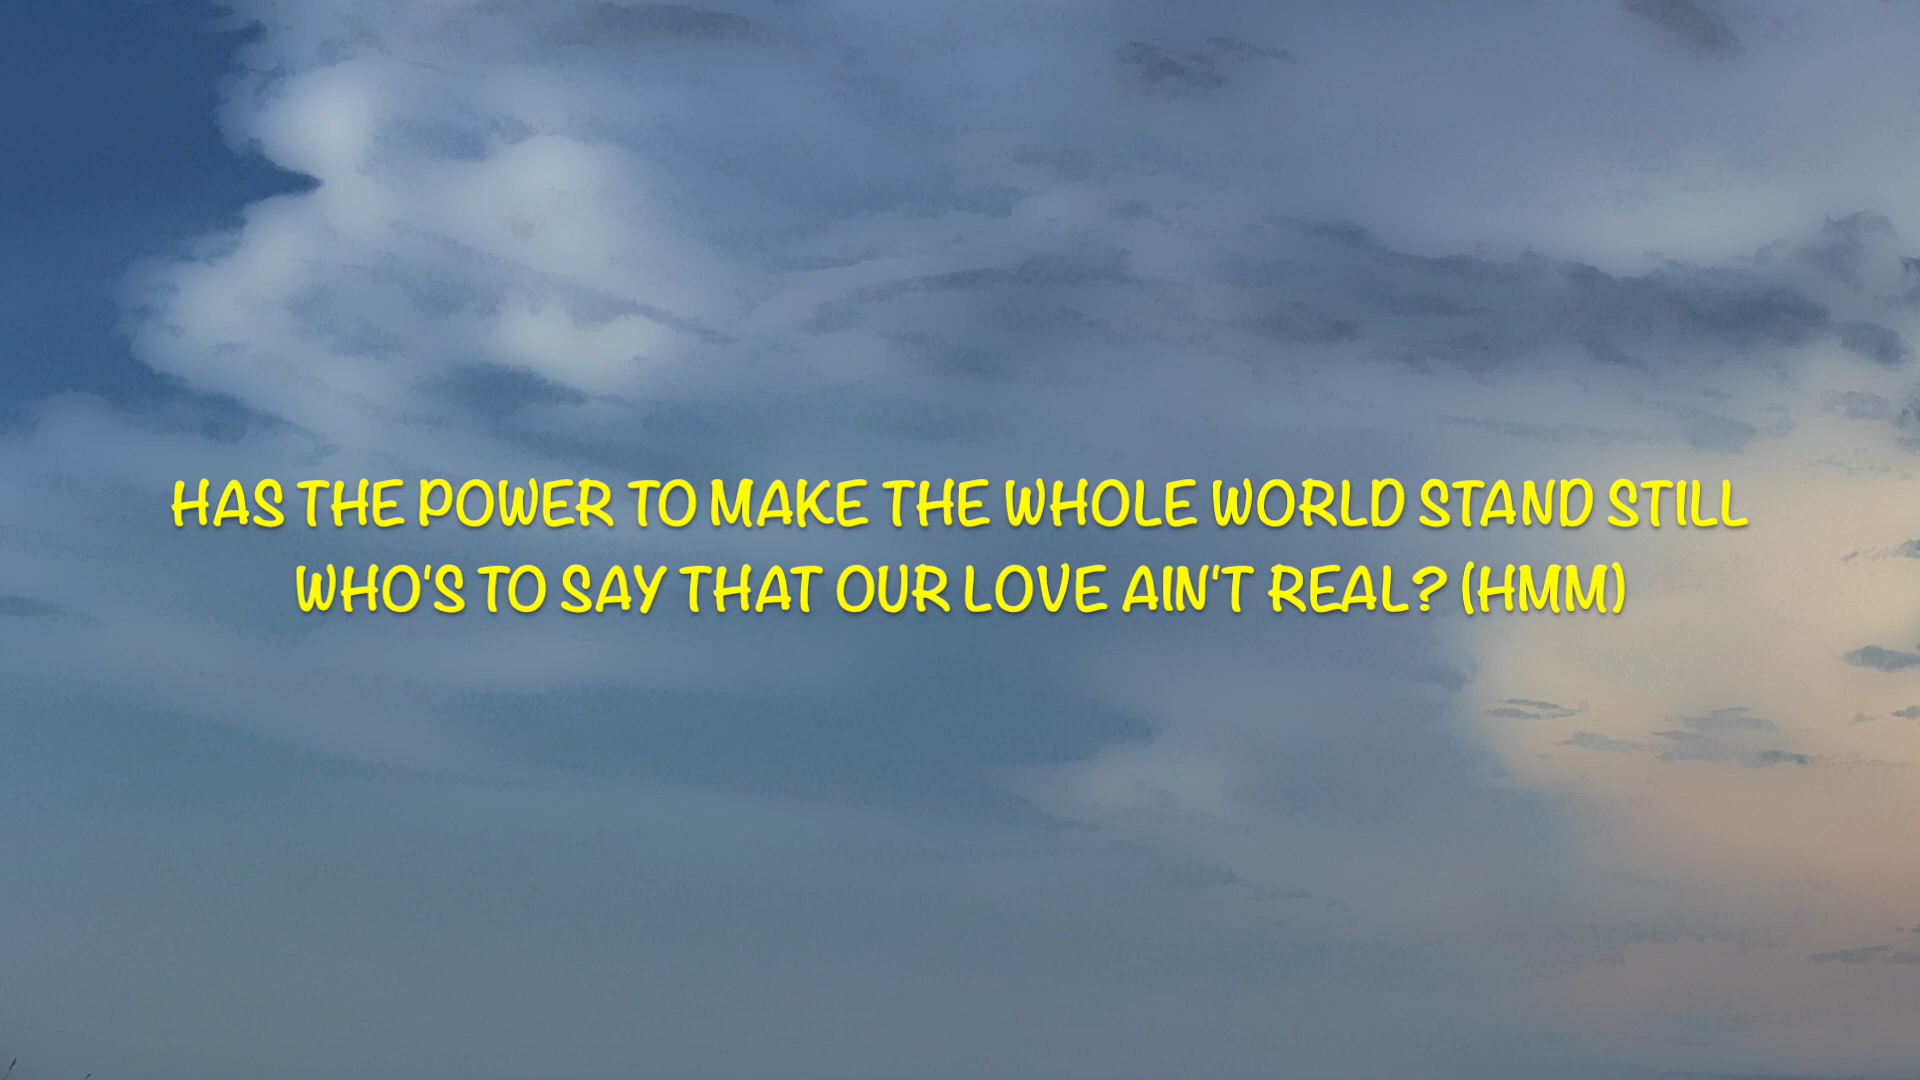 HAS THE POWER TO MAKE THE WHOLE WORLD STAND STILL
WHO'S TO SAY THAT OUR LOVE AIN'T REAL? (HMM)